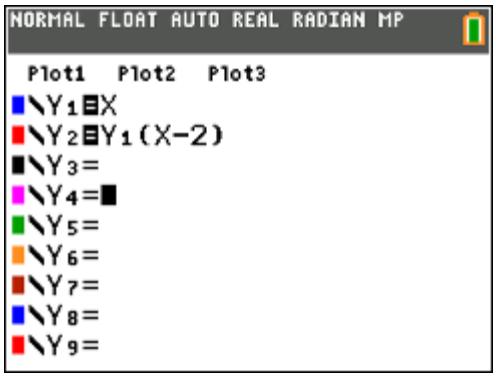 NORMAL FLOAT AUTO REAL RADIAN MP
Plot1 Plot2 Plot3
\Y₁=X
\Y₂=Y₁(X-2)
\Y₃=
\Y₄=
\Y₅=
\Y₆=
\Y₇=
\Y₈=
\Y₉=